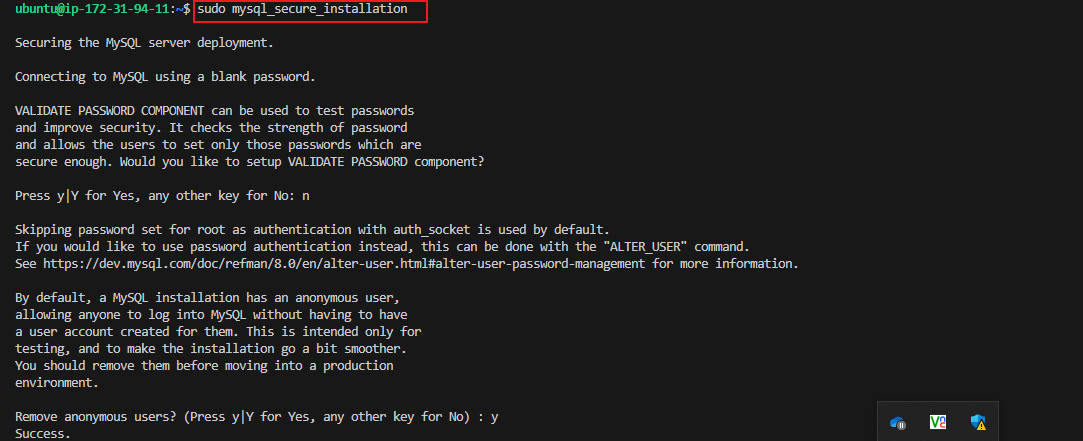 ubuntu@ip-172-31-94-11:~$ sudo mysql_secure_installation
Securing the MySQL server deployment.
Connecting to MySQL using a blank password.
VALIDATE PASSWORD COMPONENT can be used to test passwords
and improve security. It checks the strength of password
and allows the users to set only those passwords which are
secure enough. Would you like to setup VALIDATE PASSWORD component?
Press y|Y for Yes, any other key for No: n
Skipping password set for root as authentication with auth_socket is used by default.
If you would like to use password authentication instead, this can be done with the "ALTER_USER" command.
See https://dev.mysql.com/doc/refman/8.0/en/alter-user.html#alter-user-password-management for more information.
By default, a MySQL installation has an anonymous user,
allowing anyone to log into MySQL without having to have
a user account created for them. This is intended only for
testing, and to make the installation go a bit smoother.
You should remove them before moving into a production
environment.
Remove anonymous users? (Press y|Y for Yes, any other key for No) : y
Success.